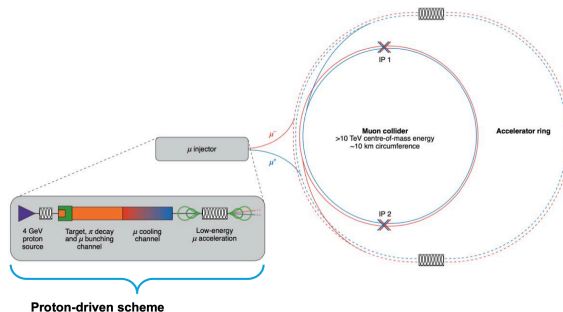 IP 1
Muon collider
>10 TeV centre-of-mass energy
~10 km circumference
Accelerator ring
μ injector
μ⁻
μ⁺
IP 2
4 GeV
proton
source
Target, π decay
and μ bunching
channel
μ cooling
channel
Low-energy
μ acceleration
Proton-driven scheme